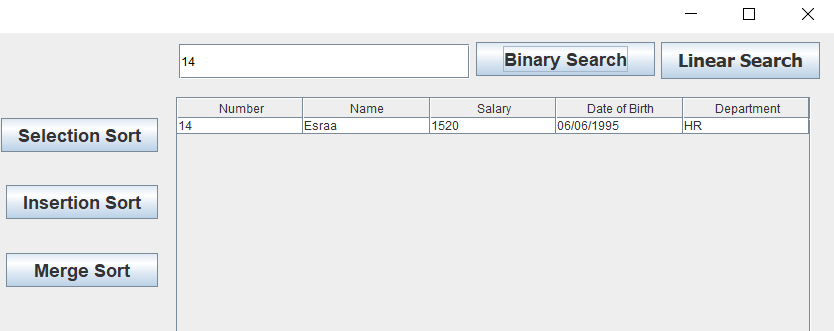 14 Binary Search Linear Search
Number Name Salary Date of Birth Department
14 Esraa 1520 06/06/1995 HR
Selection Sort
Insertion Sort
Merge Sort